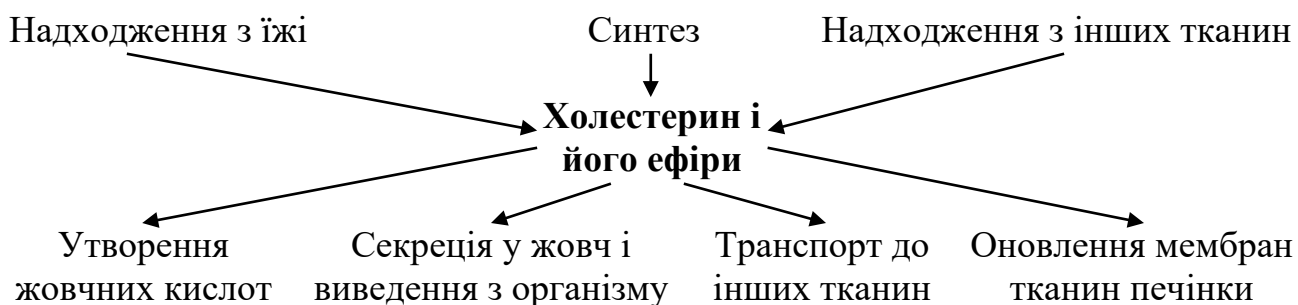 Надходження з їжі
Синтез
Надходження з інших тканин
Холестерин і
його ефіри
Утворення
жовчних кислот
Секреція у жовч і
виведення з організму
Транспорт до
інших тканин
Оновлення мембран
тканин печінки